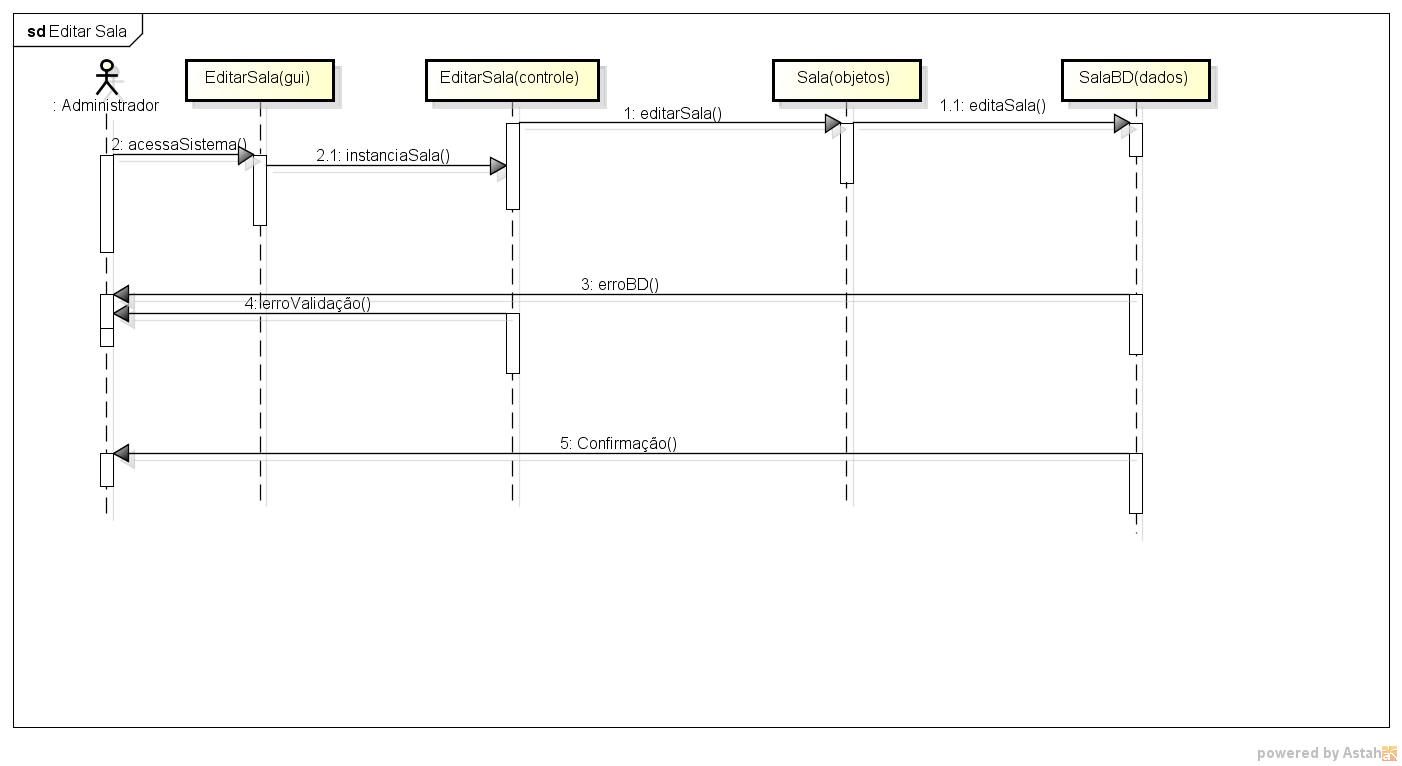 sd Editar Sala
EditarSala(gui)
EditarSala(controle)
Sala(objetos)
SalaBD(dados)
: Administrador
1: editarSala()
1.1: editaSala()
2: acessaSistema()
2.1: instanciaSala()
3: erroBD()
4: erroValidação()
5: Confirmação()
powered by Astah